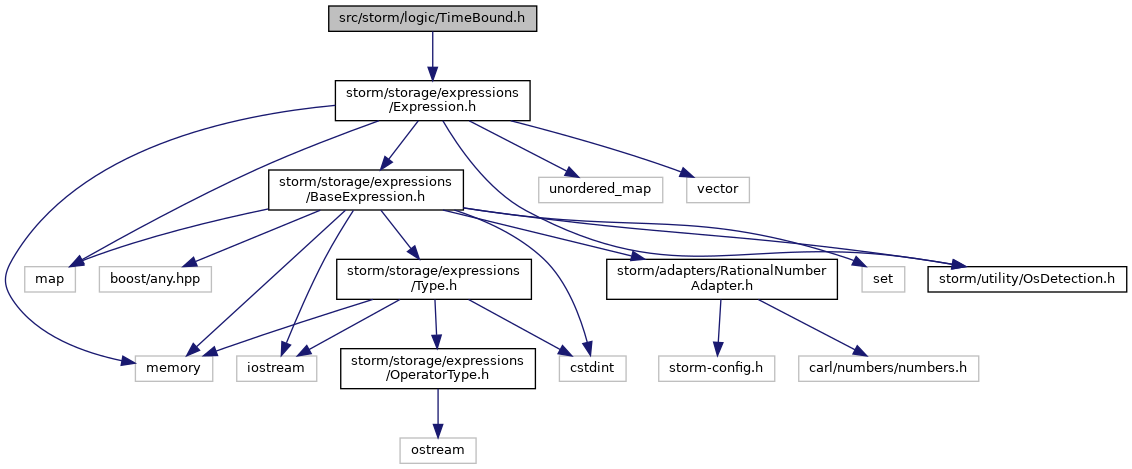 src/storm/logic/TimeBound.h
storm/storage/expressions
/Expression.h
storm/storage/expressions
/BaseExpression.h
unordered_map
vector
map
boost/any.hpp
storm/storage/expressions
/Type.h
storm/adapters/RationalNumber
Adapter.h
set
storm/utility/OsDetection.h
memory
iostream
storm/storage/expressions
/OperatorType.h
cstdint
storm-config.h
carl/numbers/numbers.h
ostream